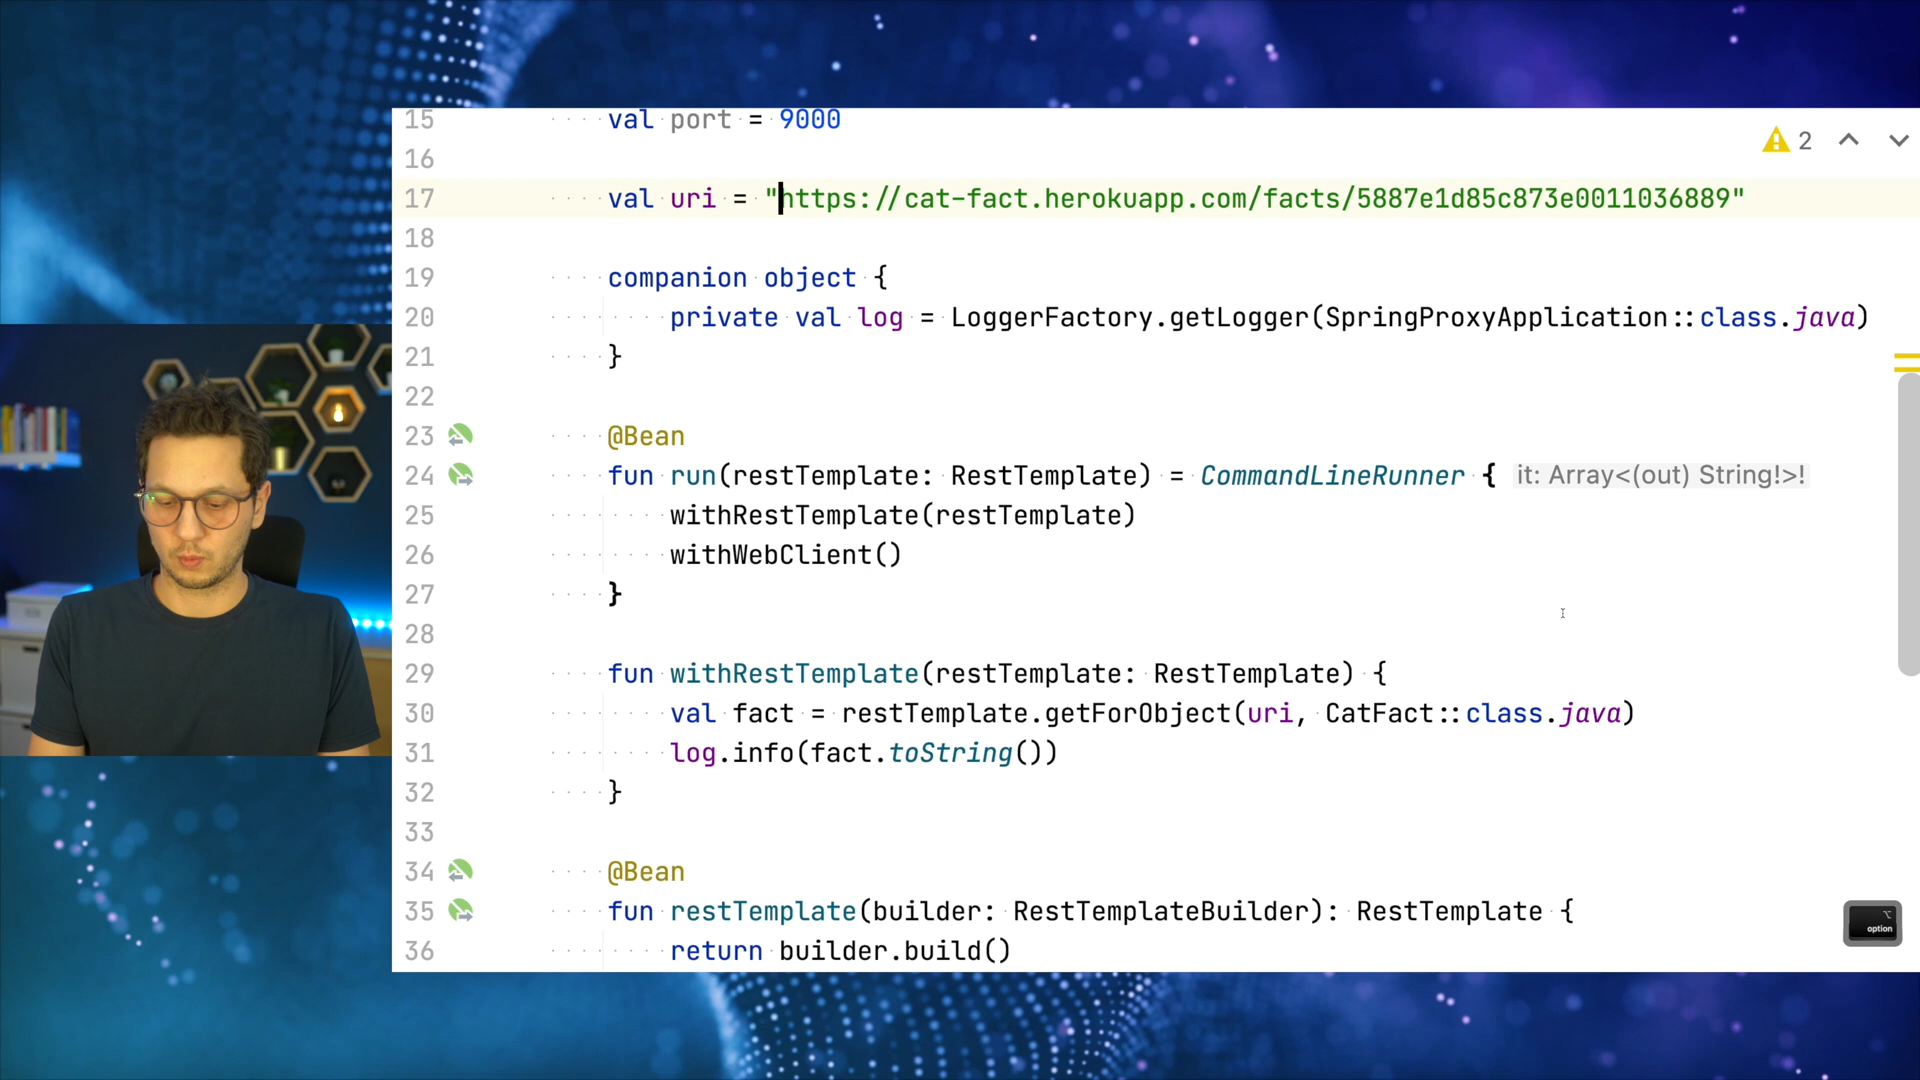 15 val port = 9000
16
17 val uri = "https://cat-fact.herokuapp.com/facts/5887e1d85c873e0011036889"
18
19 companion object {
20 private val log = LoggerFactory.getLogger(SpringProxyApplication::class.java)
21 }
22
23 @Bean
24 fun run(restTemplate: RestTemplate) = CommandLineRunner { it: Array<(out) String!>!
25 withRestTemplate(restTemplate)
26 withWebClient()
27 }
28
29 fun withRestTemplate(restTemplate: RestTemplate) {
30 val fact = restTemplate.getForObject(uri, CatFact::class.java)
31 log.info(fact.toString())
32 }
33
34 @Bean
35 fun restTemplate(builder: RestTemplateBuilder): RestTemplate {
36 return builder.build()
2
⌥
option